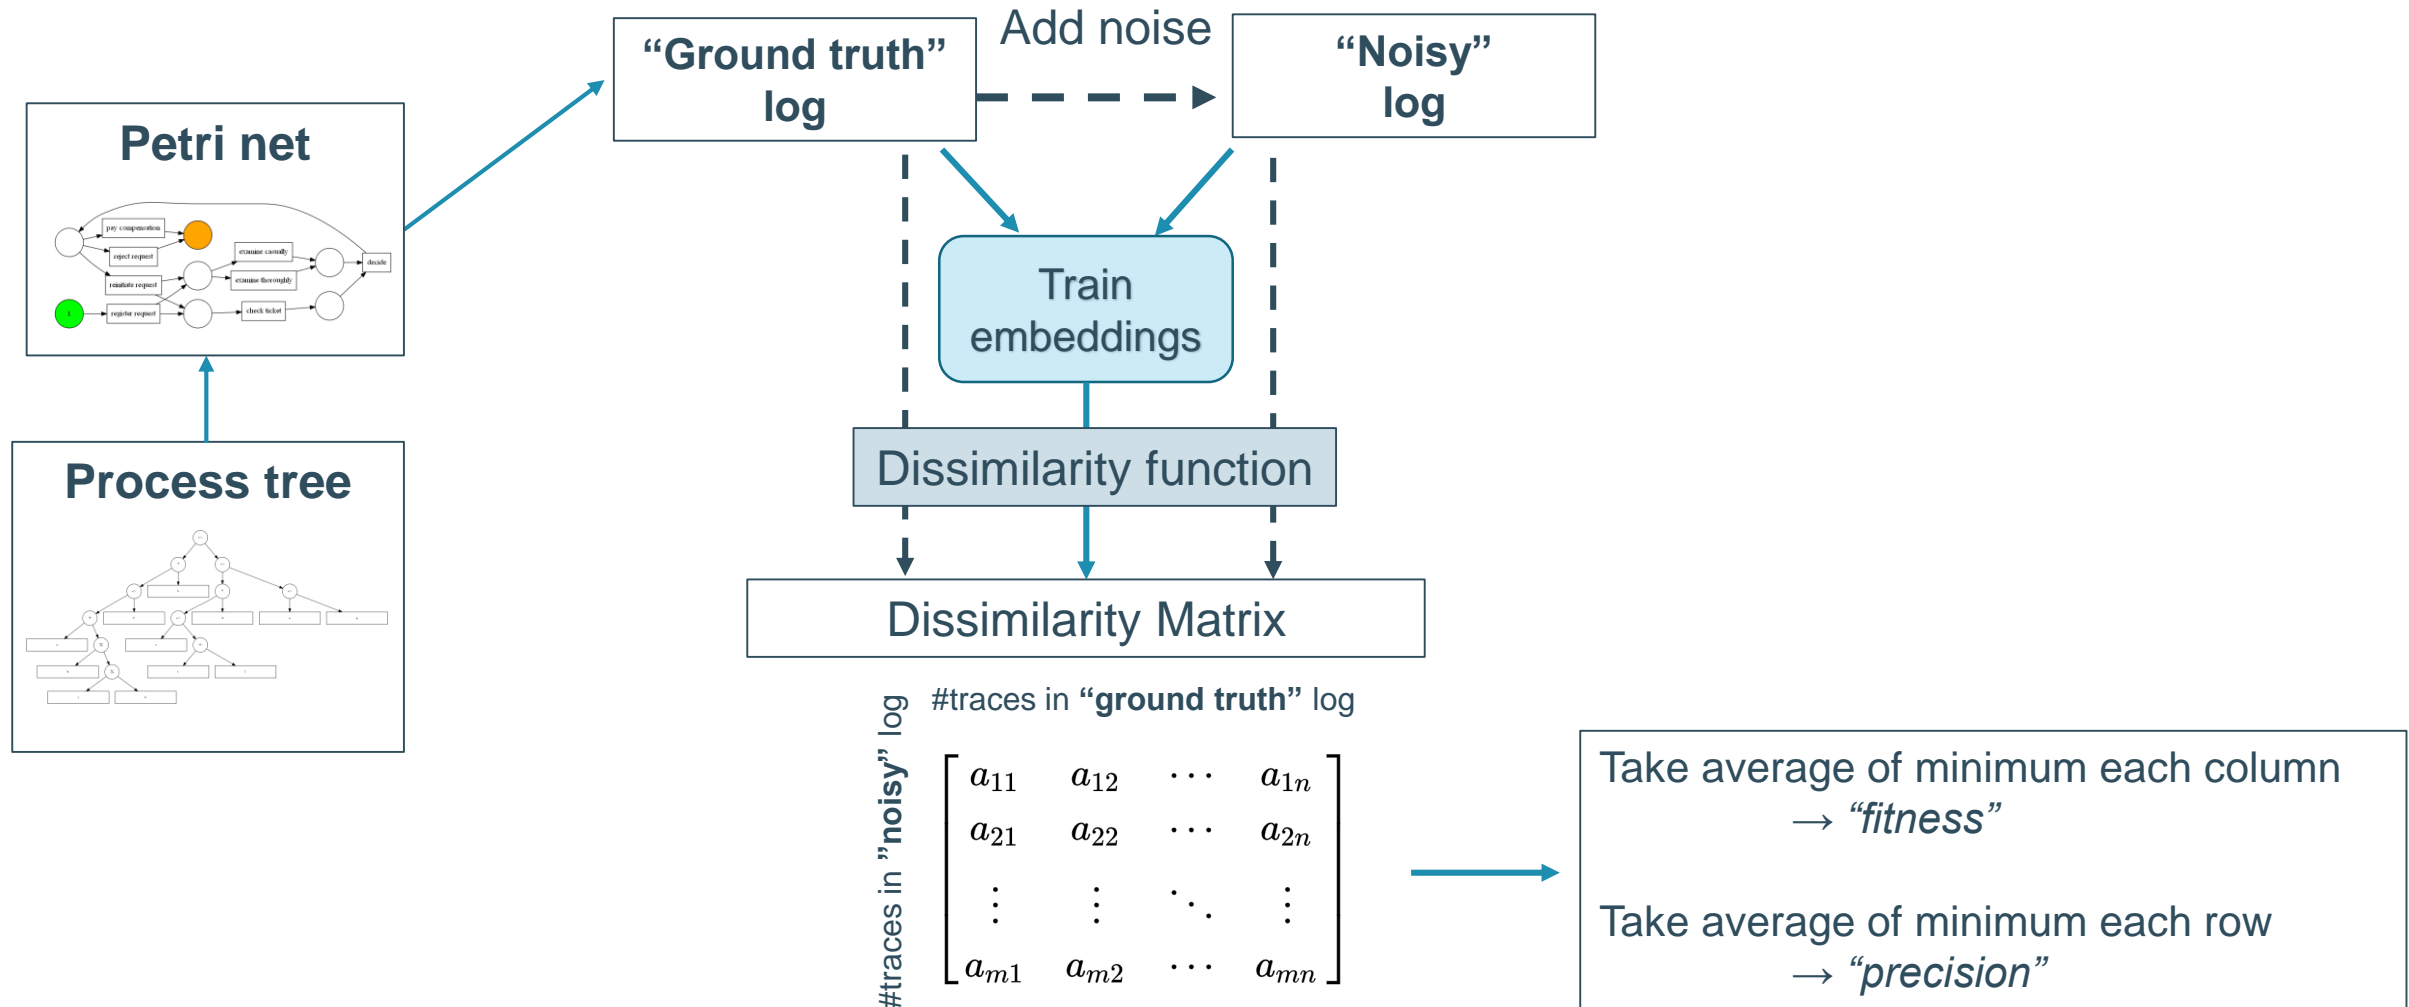 Add noise
“Ground truth”
log
“Noisy”
log
Petri net
pay compensation
reject request
examine casually
decide
reinitiate request
examine thoroughly
1
register request
check ticket
Train
embeddings
Process tree
Dissimilarity function
Dissimilarity Matrix
#traces in “ground truth” log
#traces in ”noisy” log
a11 a12 ⋯ a1n
a21 a22 ⋯ a2n
⋮ ⋮ ⋱ ⋮
am1 am2 ⋯ amn
Take average of minimum each column
→ “fitness”
Take average of minimum each row
→ “precision”